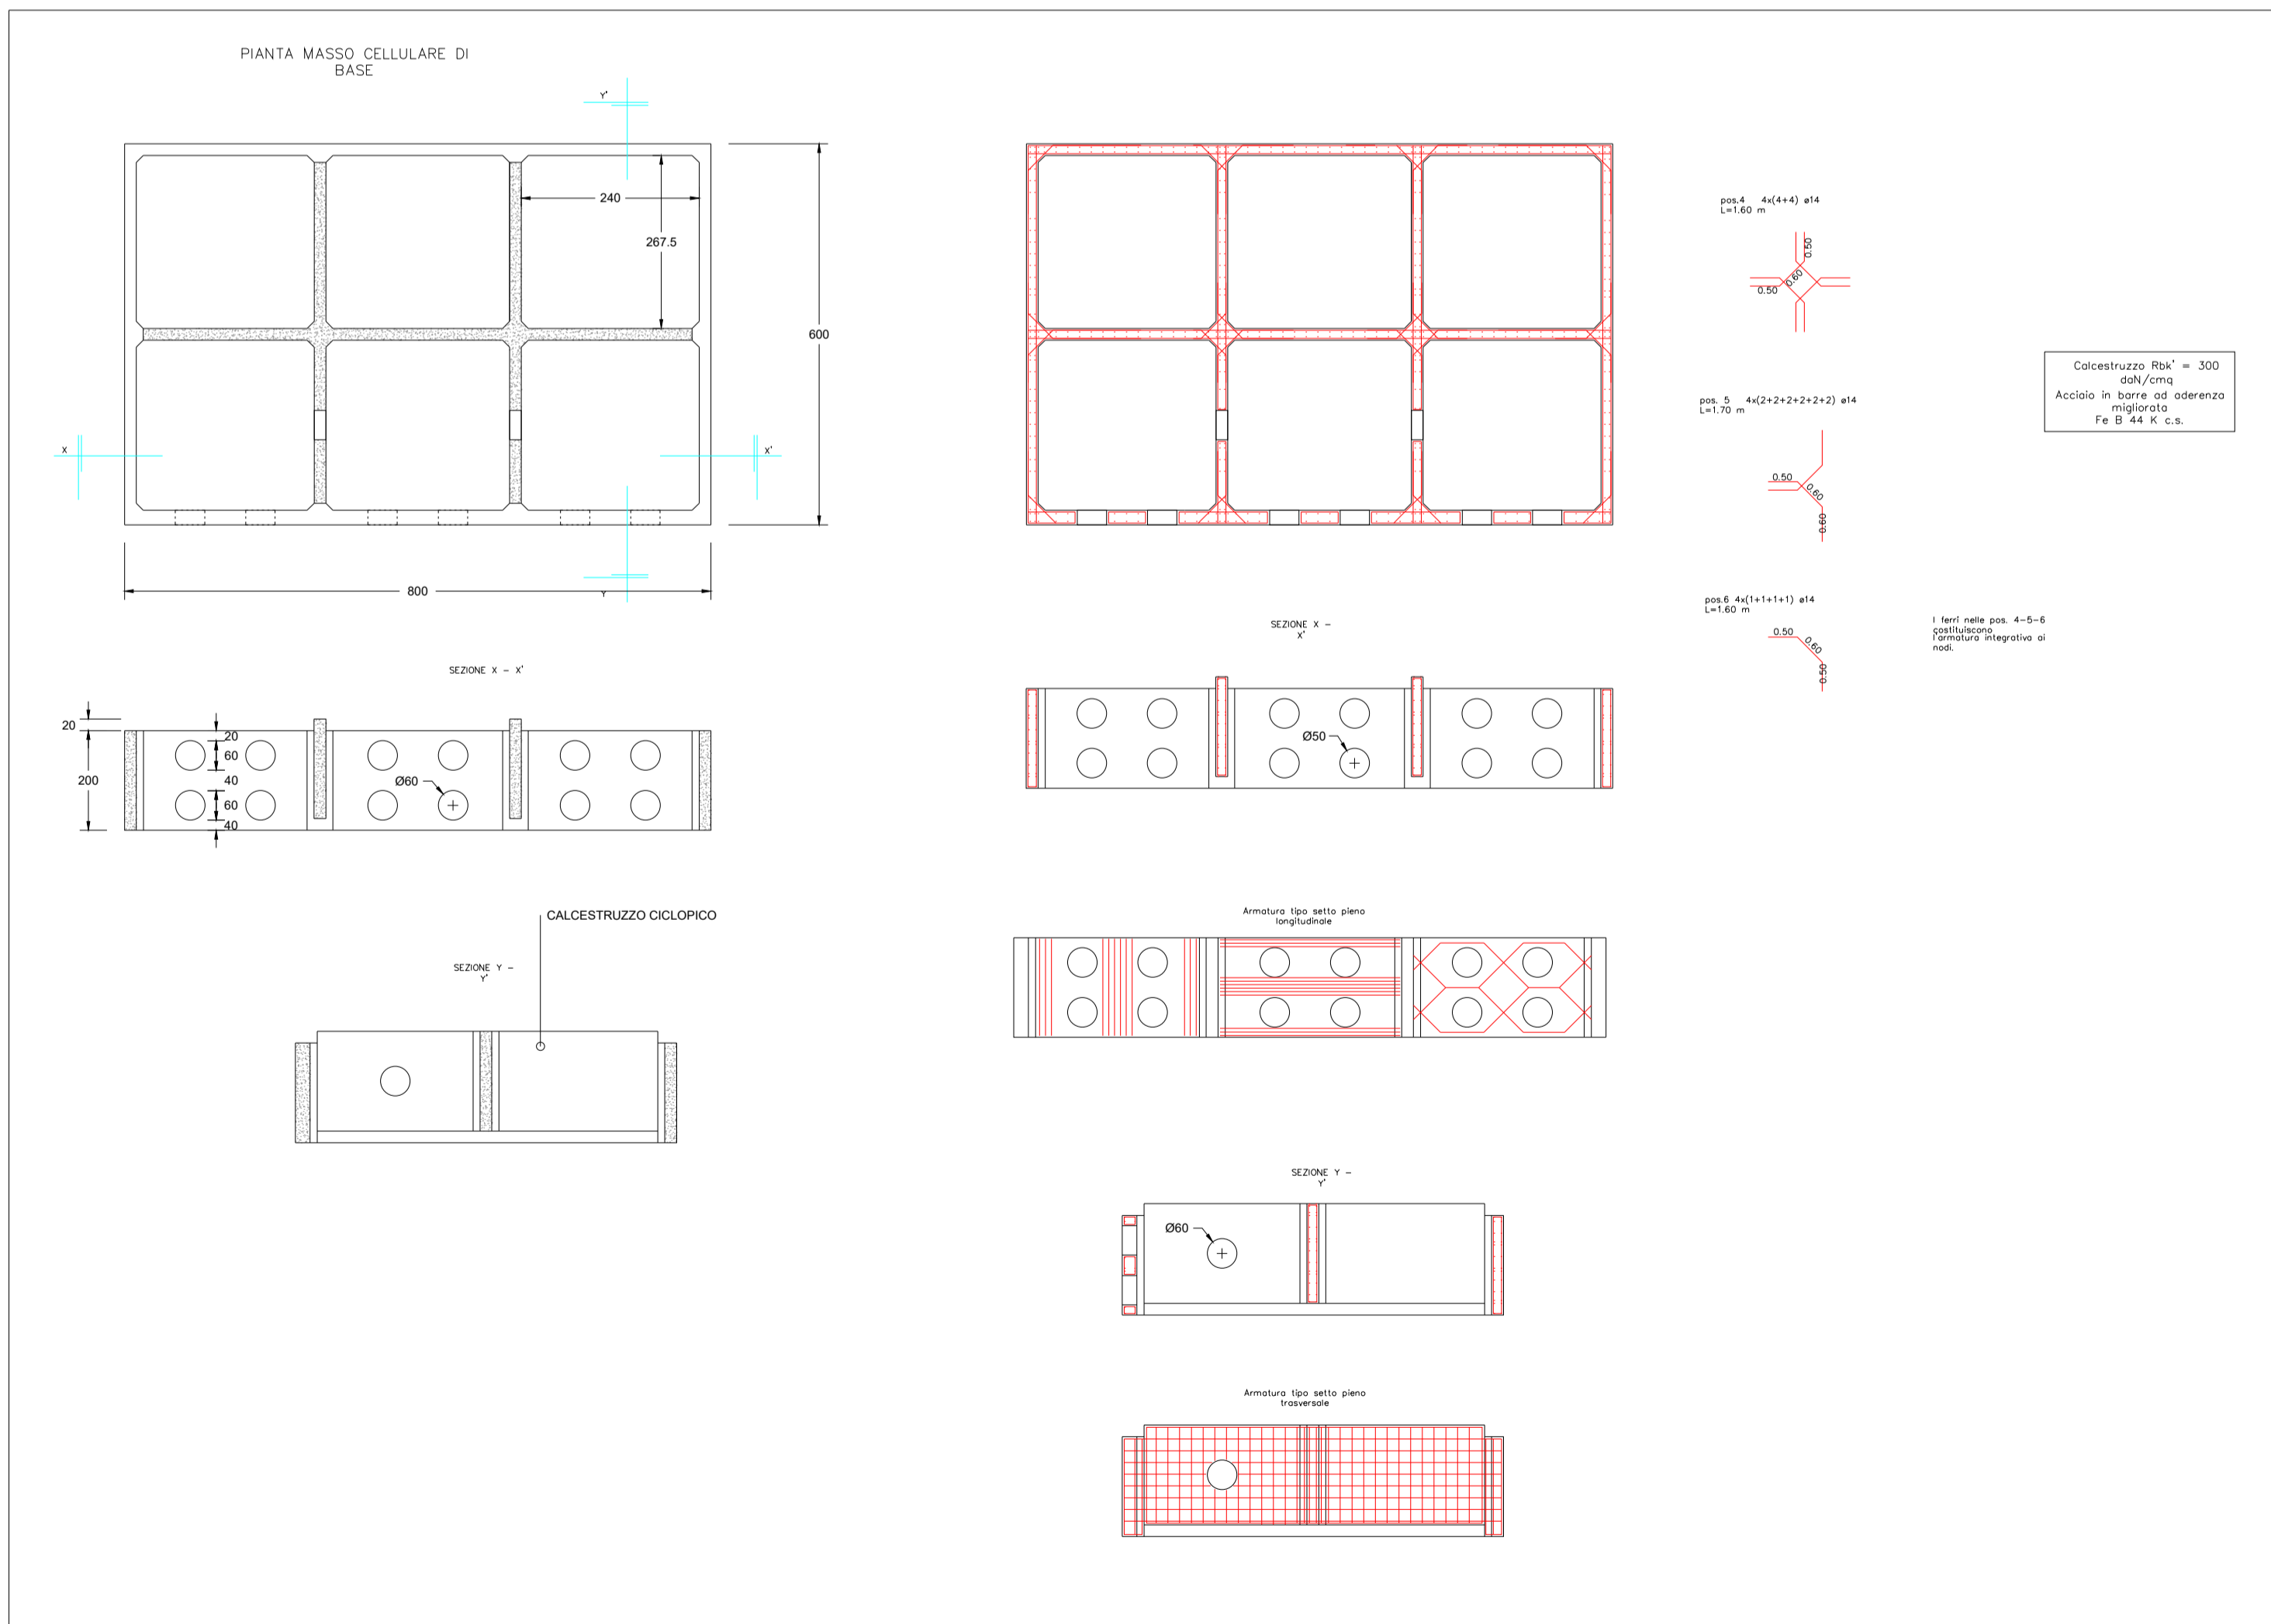 PIANTA MASSO CELLULARE DI
BASE
Y'
240
267.5
600
X
X'
800
Y
SEZIONE X - X'
20
200
20
60
40
60
40
Ø60
CALCESTRUZZO CICLOPICO
SEZIONE Y -
Y'
pos.4 4x(4+4) ø14
L=1.60 m
0.50
0.60
0.50
pos. 5 4x(2+2+2+2+2+2) ø14
L=1.70 m
0.50
0.60
0.60
pos.6 4x(1+1+1+1) ø14
L=1.60 m
0.50
0.60
0.50
Calcestruzzo Rbk' = 300
daN/cmq
Acciaio in barre ad aderenza
migliorata
Fe B 44 K c.s.
I ferri nelle pos. 4-5-6
costituiscono
l'armatura integrativa ai
nodi.
SEZIONE X -
X'
Ø50
Armatura tipo setto pieno
longitudinale
SEZIONE Y -
Y'
Ø60
Armatura tipo setto pieno
trasversale